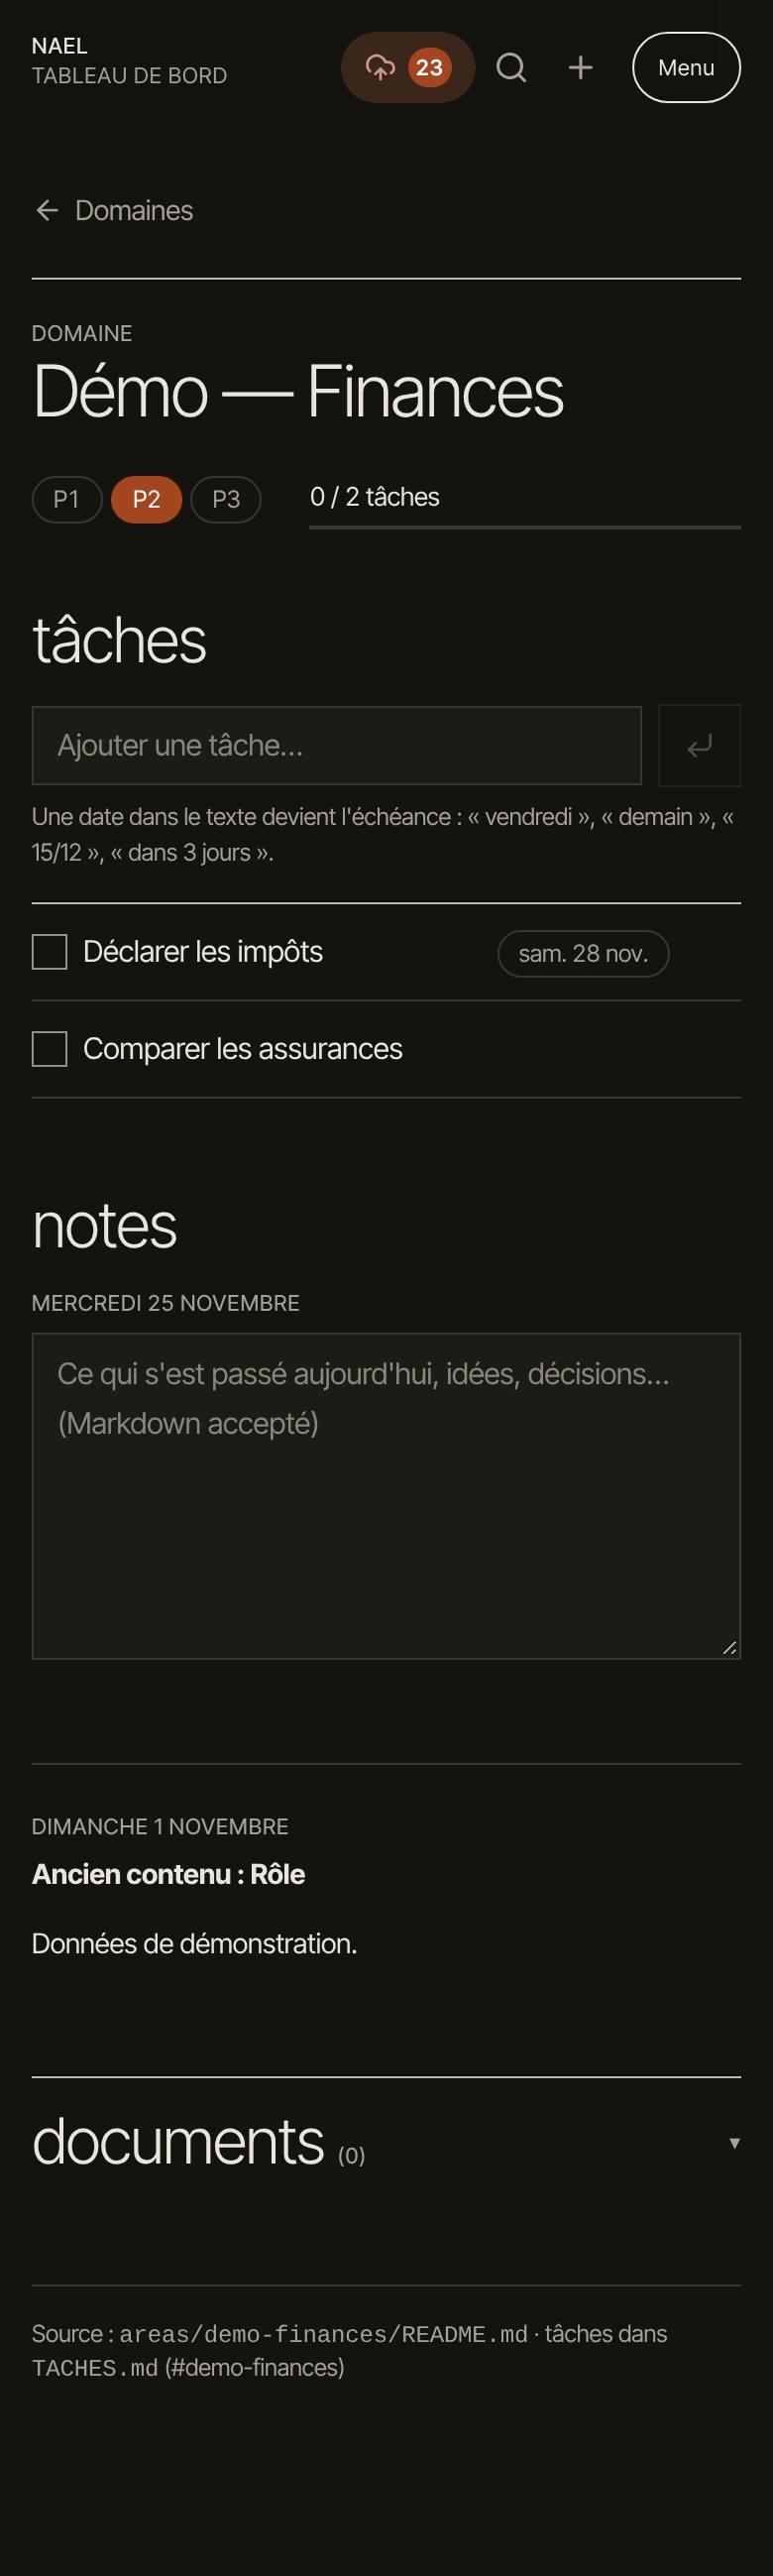 NAEL
TABLEAU DE BORD
23
Menu
← Domaines
DOMAINE
Démo — Finances
P1 P2 P3
0 / 2 tâches
tâches
Ajouter une tâche…
Une date dans le texte devient l'échéance : « vendredi », « demain », «
15/12 », « dans 3 jours ».
Déclarer les impôts
sam. 28 nov.
Comparer les assurances
notes
MERCREDI 25 NOVEMBRE
Ce qui s'est passé aujourd'hui, idées, décisions…
(Markdown accepté)
DIMANCHE 1 NOVEMBRE
Ancien contenu : Rôle
Données de démonstration.
documents (0)
Source : areas/demo-finances/README.md · tâches dans
TACHES.md (#demo-finances)